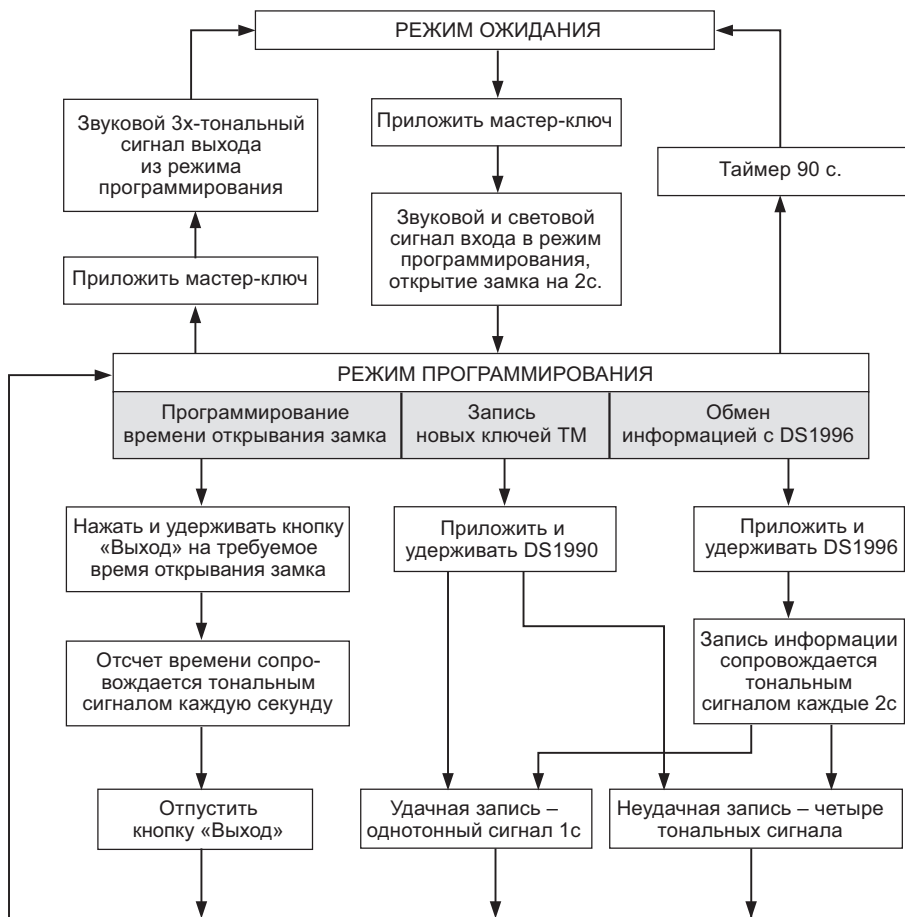 РЕЖИМ ОЖИДАНИЯ
Звуковой 3х-тональный
сигнал выхода
из режима
программирования
Приложить мастер-ключ
Таймер 90 с.
Звуковой и световой
сигнал входа в режим
программирования,
открытие замка на 2с.
Приложить мастер-ключ
РЕЖИМ ПРОГРАММИРОВАНИЯ
Программирование
времени открывания замка
Запись
новых ключей ТМ
Обмен
информацией с DS1996
Нажать и удерживать кнопку
«Выход» на требуемое
время открывания замка
Приложить и
удерживать DS1990
Приложить и
удерживать DS1996
Отсчет времени сопро-
вождается тональным
сигналом каждую секунду
Запись информации
сопровождается
тональным
сигналом каждые 2с
Отпустить
кнопку «Выход»
Удачная запись –
однотонный сигнал 1с
Неудачная запись – четыре
тональных сигнала